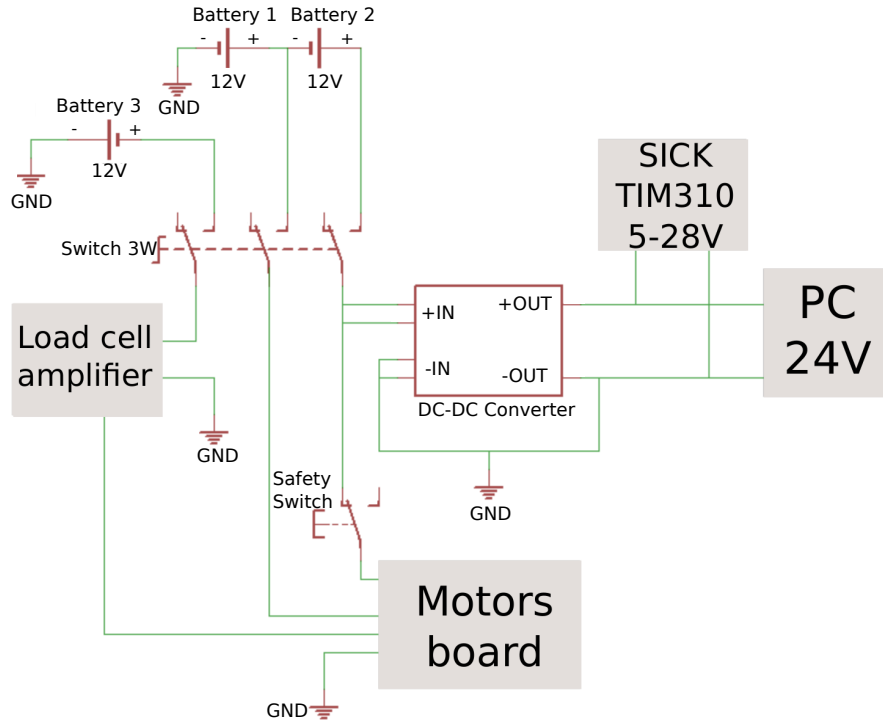 Battery 1
Battery 2
- +
- +
12V
12V
GND
Battery 3
- +
12V
GND
Switch 3W
SICK
TIM310
5-28V
Load cell
amplifier
GND
+IN
+OUT
-IN
-OUT
DC-DC Converter
PC
24V
Safety
Switch
GND
Motors
board
GND